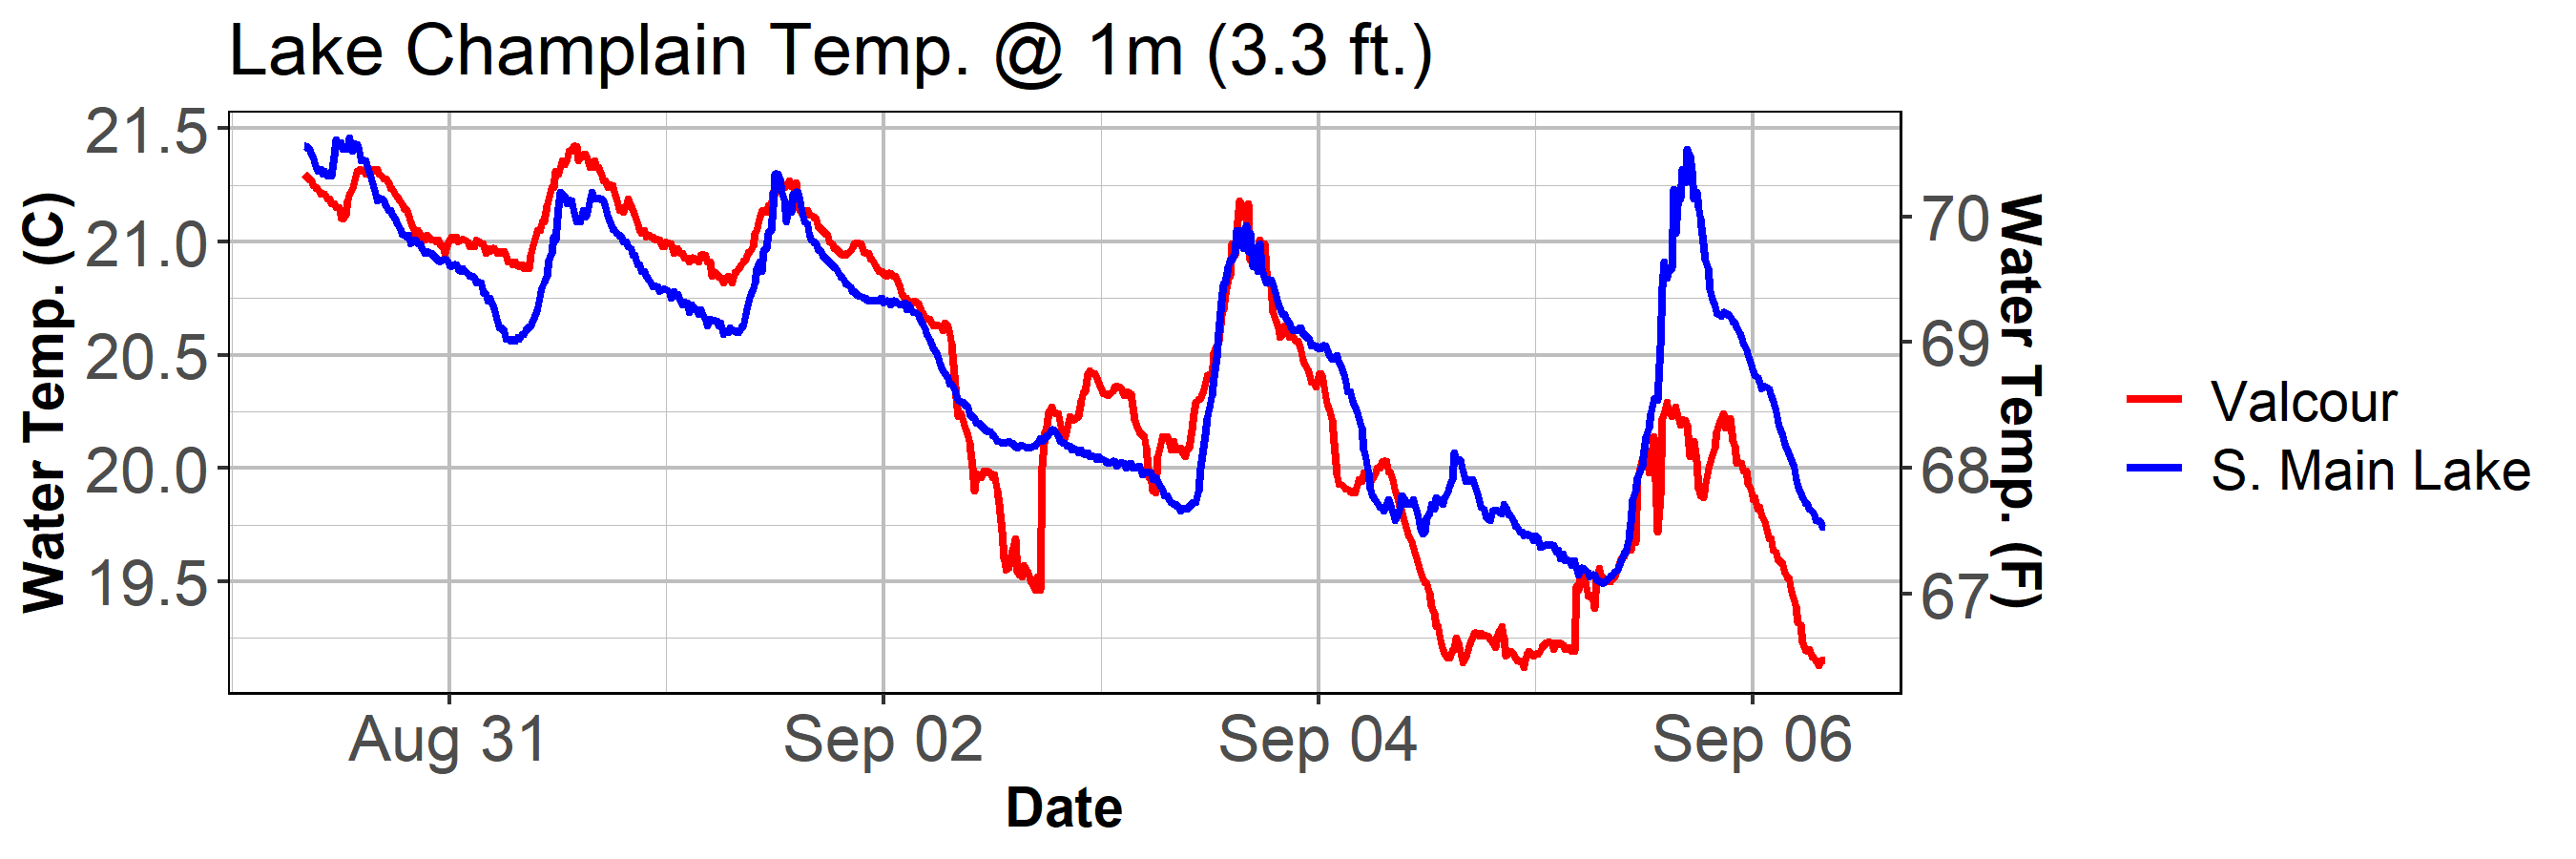 Lake Champlain Temp. @ 1m (3.3 ft.)
Water Temp. (C)
21.5
21.0
20.5
20.0
19.5
70
69
68
67
Water Temp. (F)
Aug 31
Sep 02
Sep 04
Sep 06
Date
Valcour
S. Main Lake